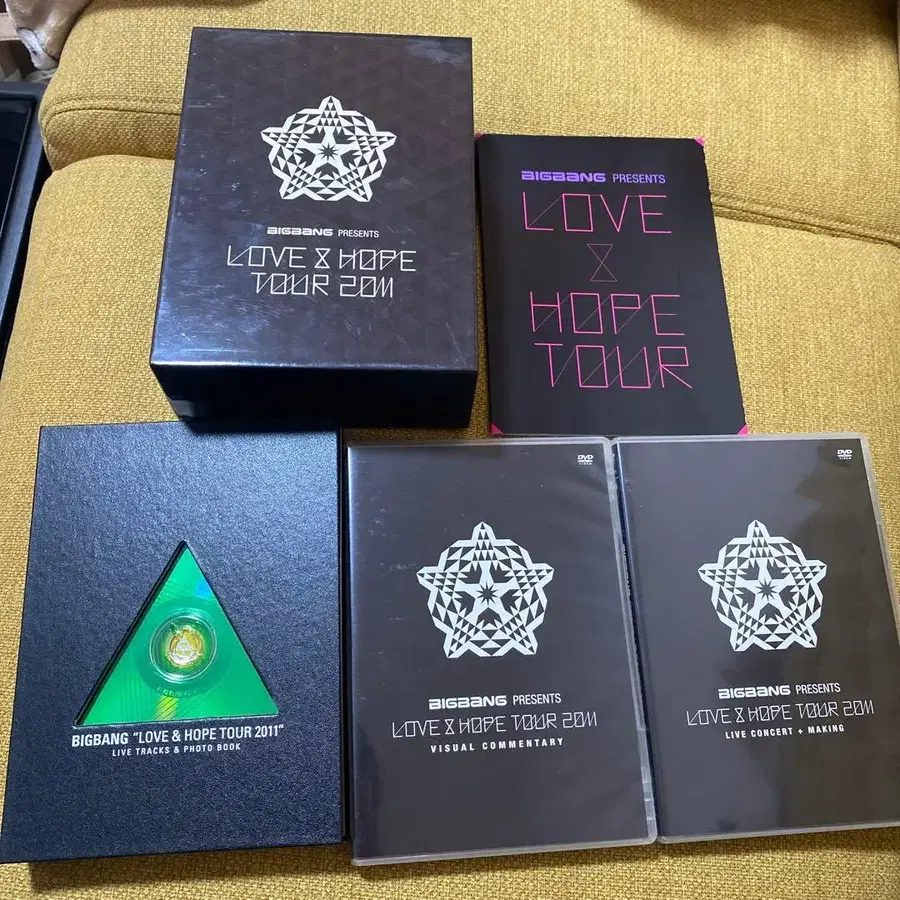 BIGBANG PRESENTS
LOVE & HOPE
TOUR 2011
BIGBANG PRESENTS
LOVE
&
HOPE
TOUR
BIGBANG "LOVE & HOPE TOUR 2011"
LIVE TRACKS & PHOTO BOOK
DVD
VIDEO
BIGBANG PRESENTS
LOVE & HOPE TOUR 2011
VISUAL COMMENTARY
DVD
VIDEO
BIGBANG PRESENTS
LOVE & HOPE TOUR 2011
LIVE CONCERT + MAKING